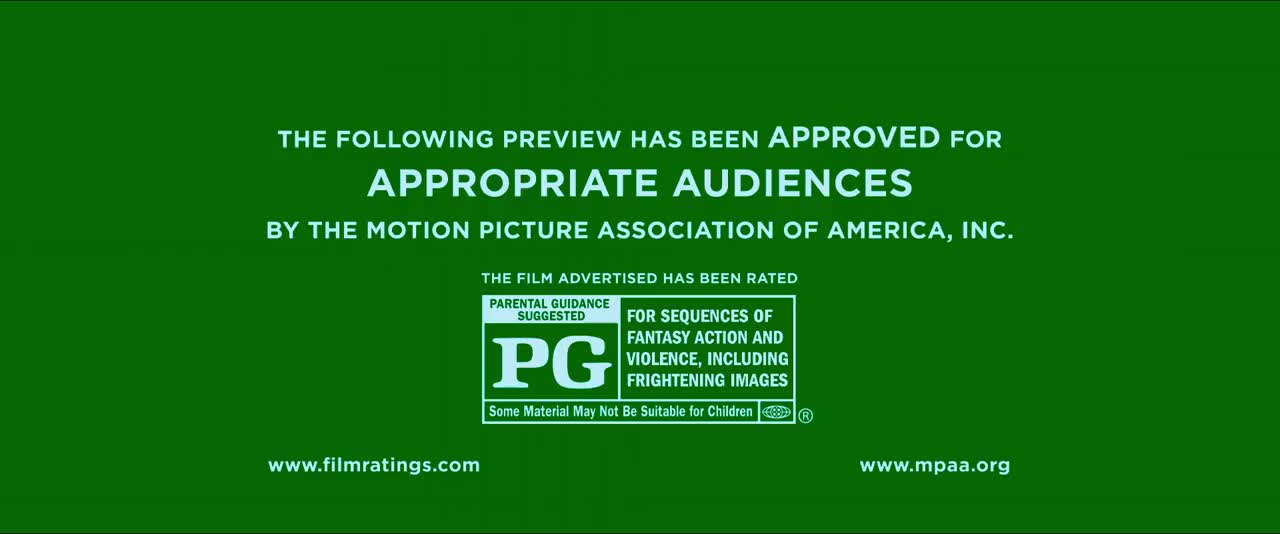 THE FOLLOWING PREVIEW HAS BEEN APPROVED FOR
APPROPRIATE AUDIENCES
BY THE MOTION PICTURE ASSOCIATION OF AMERICA, INC.
THE FILM ADVERTISED HAS BEEN RATED
PARENTAL GUIDANCE
SUGGESTED
PG
FOR SEQUENCES OF
FANTASY ACTION AND
VIOLENCE, INCLUDING
FRIGHTENING IMAGES
Some Material May Not Be Suitable for Children
®
www.filmratings.com
www.mpaa.org